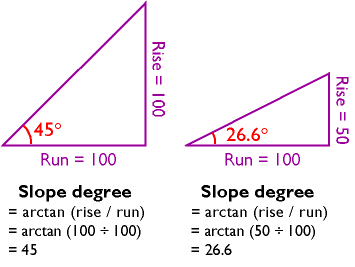 45°
Rise = 100
Run = 100
Slope degree
= arctan (rise / run)
= arctan (100 ÷ 100)
= 45
26.6°
Rise = 50
Run = 100
Slope degree
= arctan (rise / run)
= arctan (50 ÷ 100)
= 26.6